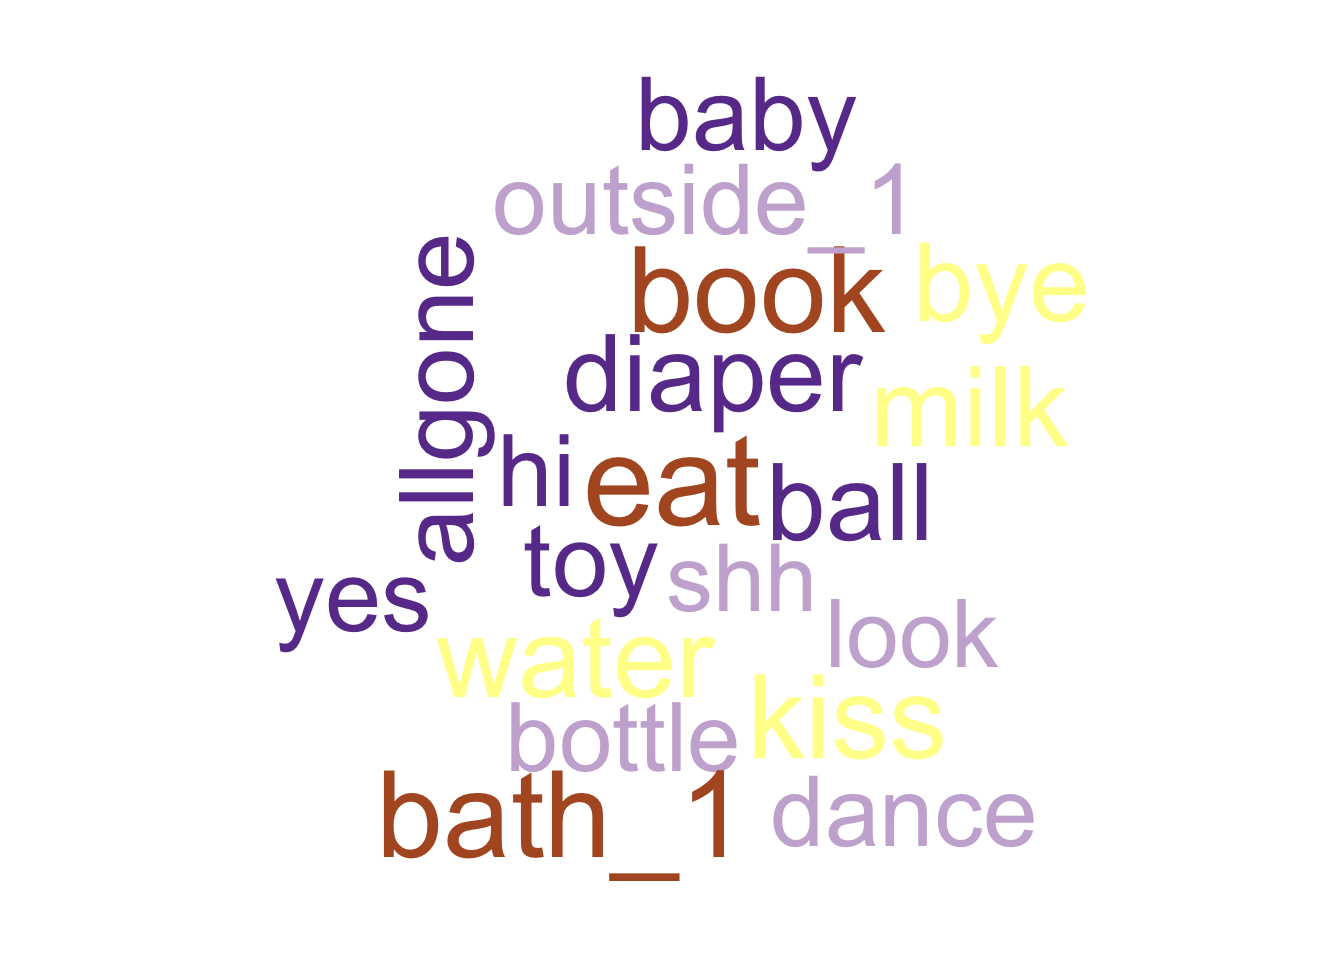 baby
outside_1
book
bye
allgone
diaper
milk
hi
eat
ball
toy
shh
yes
look
water
kiss
bottle
bath_1
dance